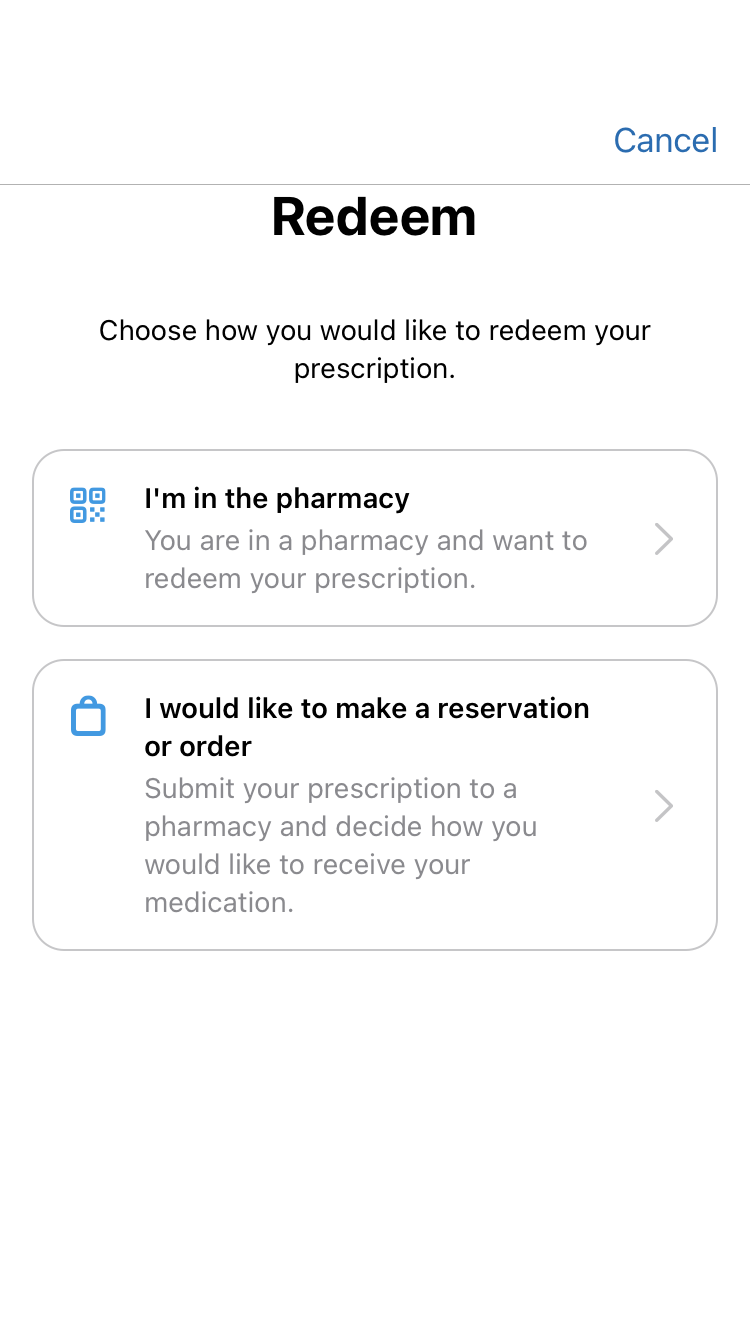 Cancel
Redeem
Choose how you would like to redeem your
prescription.
I'm in the pharmacy
You are in a pharmacy and want to
redeem your prescription.
I would like to make a reservation
or order
Submit your prescription to a
pharmacy and decide how you
would like to receive your
medication.